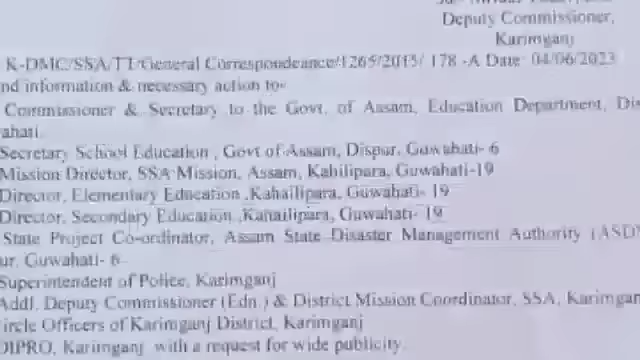 Deputy Commissioner,
Karimganj
K-DMC/SSA/TT/General Correspondeance/1265/2015/ 178 -A Date: 04/06/2023
nd information & necessary action to-
Commissioner & Secretary to the Govt. of Assam, Education Department, Dis
ahati.
Secretary School Education , Govt of Assam, Dispur, Guwahati- 6
Mission Director, SSA Mission, Assam, Kahilipara, Guwahati-19
Director, Elementary Education ,Kahailipara, Guwahati- 19
Director, Secondary Education ,Kahailipara, Guwahati- 19
State Project Co-ordinator, Assam State Disaster Management Authority (ASDM
ur, Guwahati- 6
Superintendent of Police, Karimganj
Addl. Deputy Commissioner (Edn.) & District Mission Coordinator, SSA, Karimgan
ircle Officers of Karimganj District, Karimganj
DIPRO, Karimganj with a request for wide publicity.